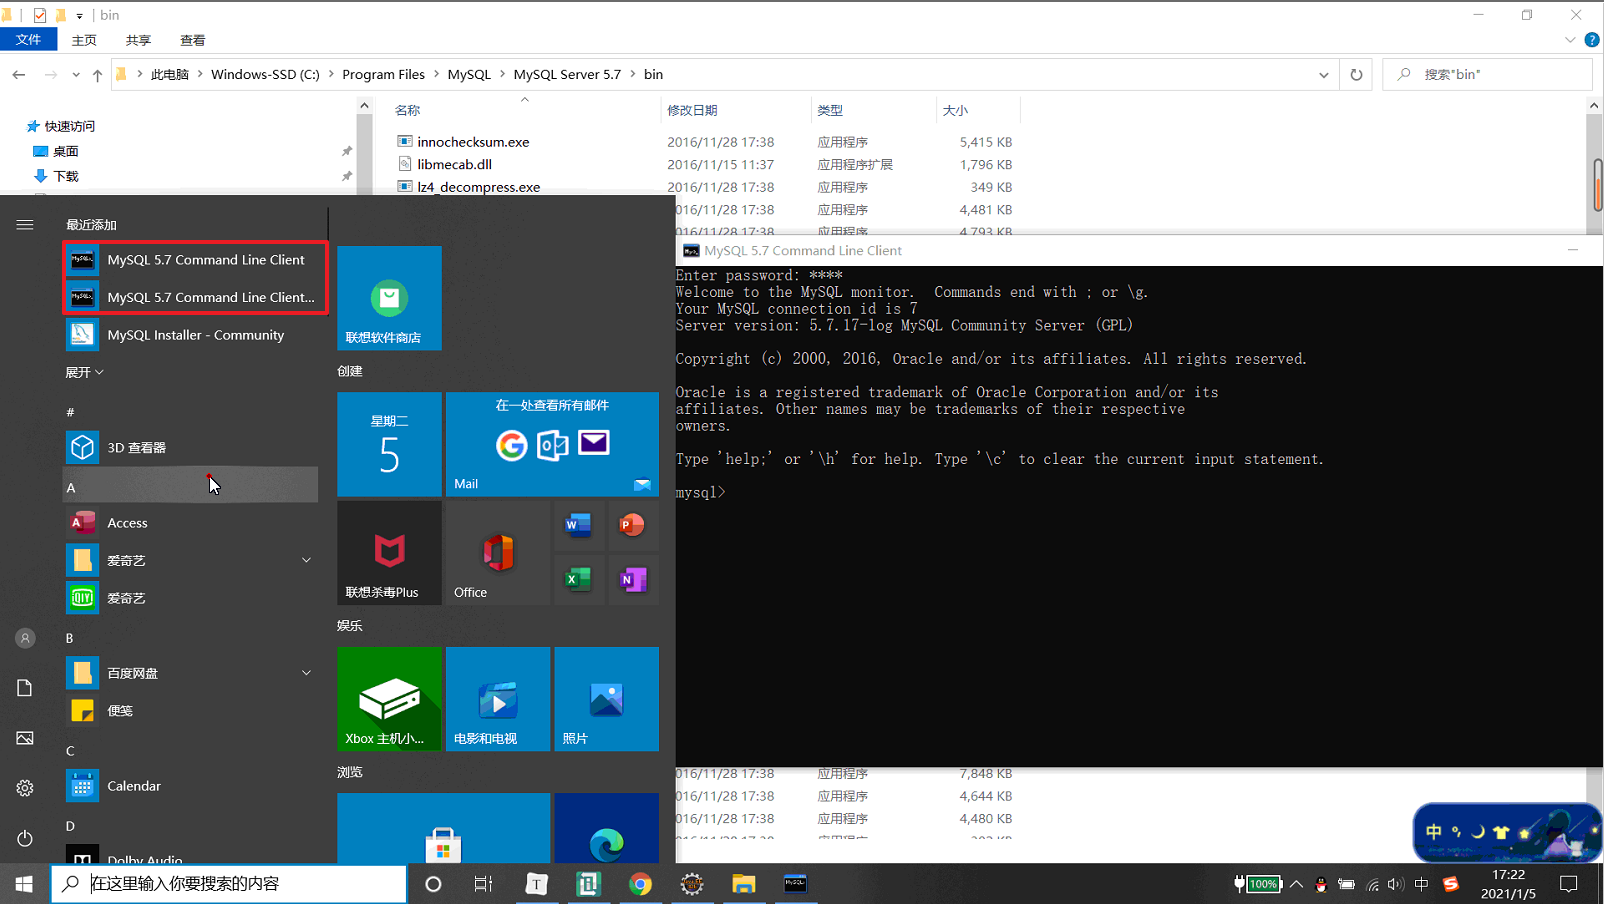 bin
文件 主页 共享 查看
此电脑 Windows-SSD (C:) Program Files MySQL MySQL Server 5.7 bin
搜索"bin"
快速访问
桌面
下载
名称 修改日期 类型 大小
innochecksum.exe 2016/11/28 17:38 应用程序 5,415 KB
libmecab.dll 2016/11/15 11:37 应用程序扩展 1,796 KB
lz4_decompress.exe 2016/11/28 17:38 应用程序 349 KB
016/11/28 17:38 应用程序 4,481 KB
016/11/28 17:38 应用程序 4,793 KB
最近添加
MySQL 5.7 Command Line Client
MySQL 5.7 Command Line Client...
MySQL Installer - Community
展开
#
3D 查看器
A
Access
爱奇艺
爱奇艺
B
百度网盘
便笺
C
Calendar
D
Dolby Audio
联想软件商店
创建
星期二
5
在一处查看所有邮件
Mail
联想杀毒Plus
Office
娱乐
Xbox 主机小...
电影和电视
照片
浏览
MySQL 5.7 Command Line Client
Enter password: ****
Welcome to the MySQL monitor.  Commands end with ; or \g.
Your MySQL connection id is 7
Server version: 5.7.17-log MySQL Community Server (GPL)
Copyright (c) 2000, 2016, Oracle and/or its affiliates. All rights reserved.
Oracle is a registered trademark of Oracle Corporation and/or its
affiliates. Other names may be trademarks of their respective
owners.
Type 'help;' or '\h' for help. Type '\c' to clear the current input statement.
mysql>
016/11/28 17:38 应用程序 7,848 KB
016/11/28 17:38 应用程序 4,644 KB
016/11/28 17:38 应用程序 4,480 KB
中
在这里输入你要搜索的内容
100%
中
17:22
2021/1/5